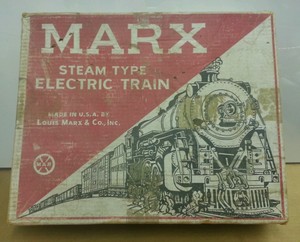 MARX
STEAM TYPE
ELECTRIC TRAIN
MADE IN U.S.A. BY
LOUIS MARX & CO., INC.